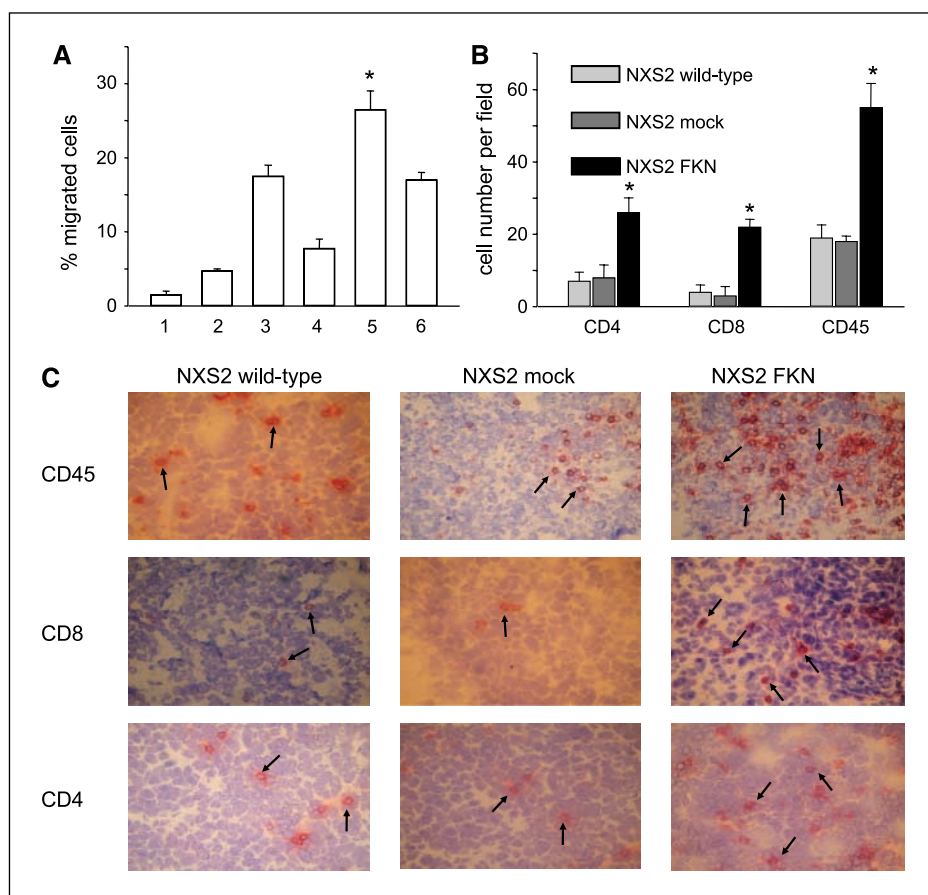 A
% migrated cells
30
20
10
0
1 2 3 4 5 6
*
B
cell number per field
60
40
20
0
NXS2 wild-type
NXS2 mock
NXS2 FKN
* * *
CD4 CD8 CD45
C
NXS2 wild-type NXS2 mock NXS2 FKN
CD45
CD8
CD4